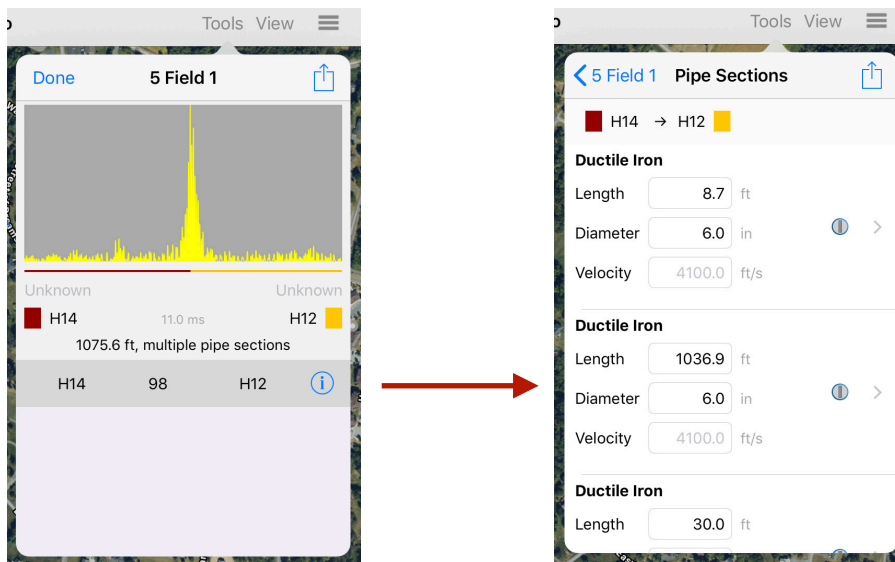 Tools View
Done 5 Field 1
Unknown Unknown
H14 11.0 ms H12
1075.6 ft, multiple pipe sections
H14 98 H12
Tools View
5 Field 1 Pipe Sections
H14 → H12
Ductile Iron
Length 8.7 ft
Diameter 6.0 in
Velocity 4100.0 ft/s
Ductile Iron
Length 1036.9 ft
Diameter 6.0 in
Velocity 4100.0 ft/s
Ductile Iron
Length 30.0 ft